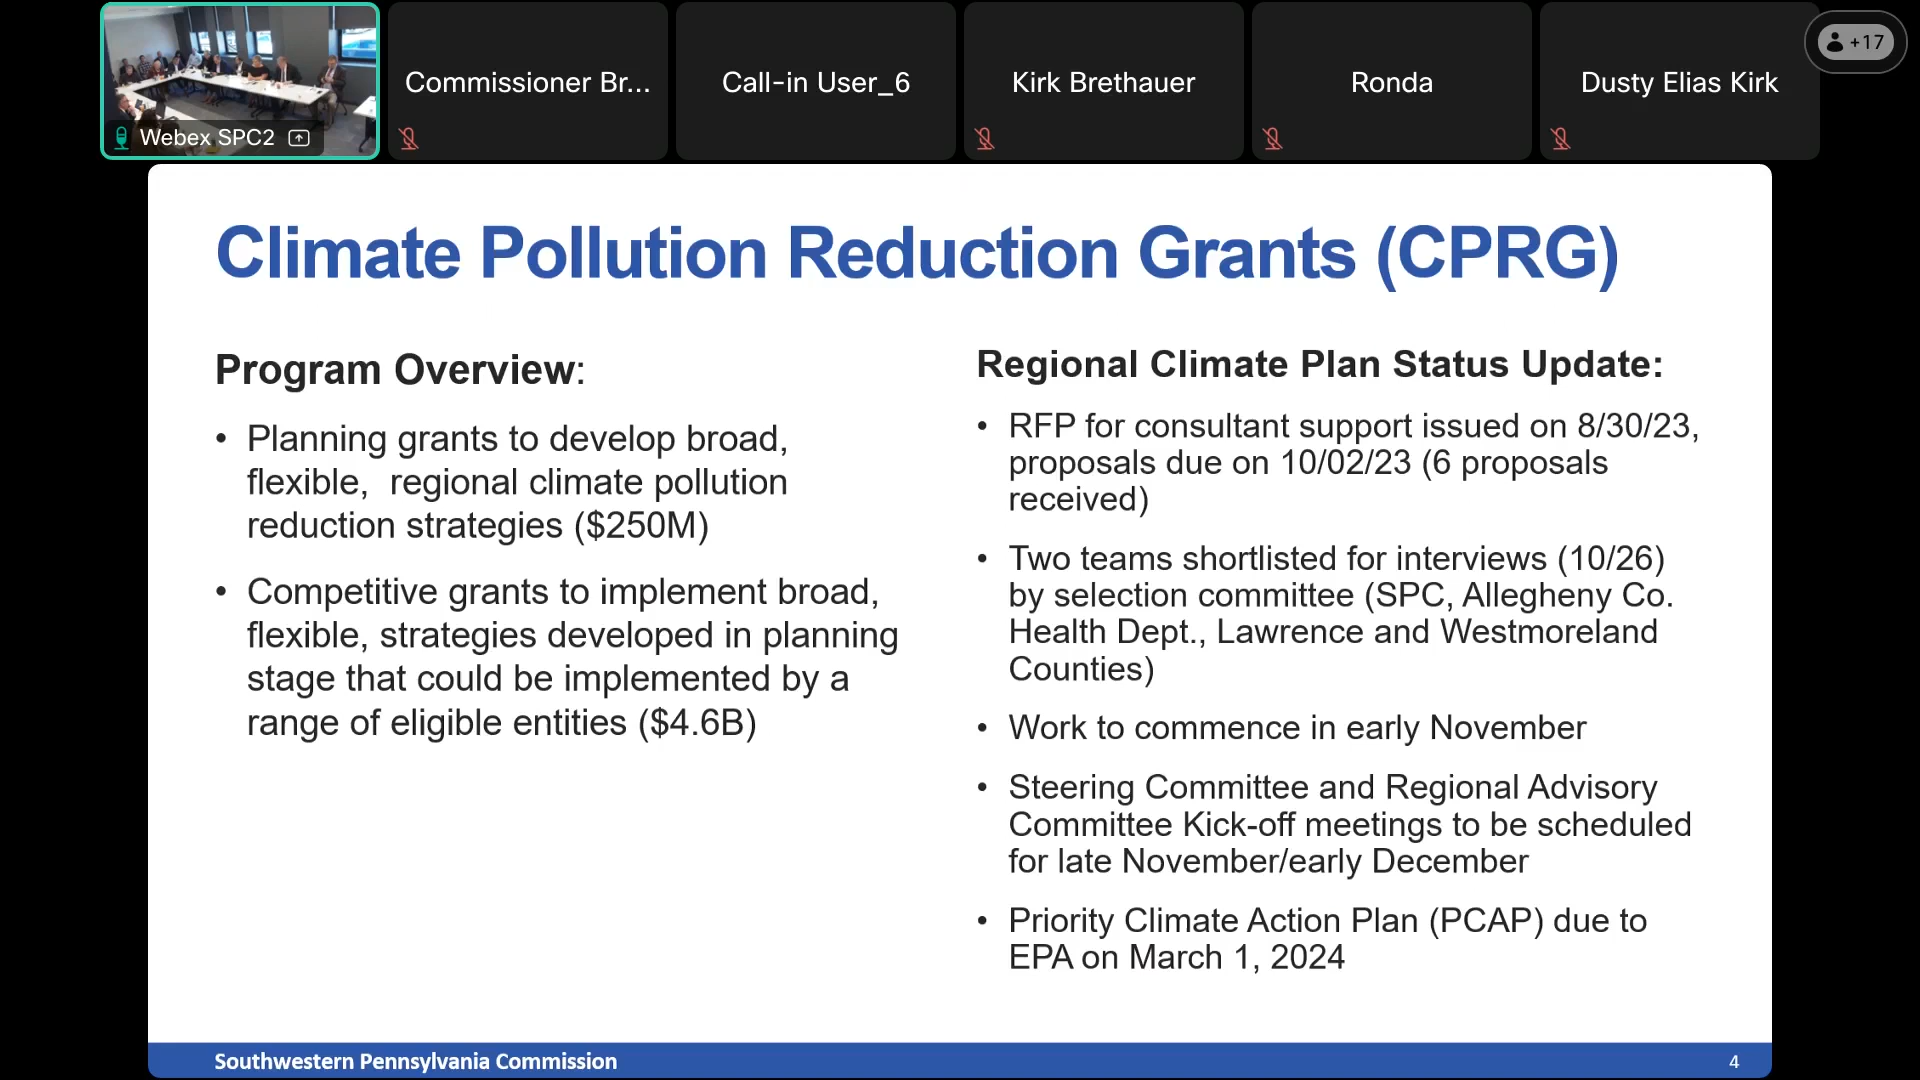 Webex SPC2
Commissioner Br...
Call-in User_6
Kirk Brethauer
Ronda
Dusty Elias Kirk
+17
Climate Pollution Reduction Grants (CPRG)
Program Overview:
• Planning grants to develop broad,
flexible,  regional climate pollution
reduction strategies ($250M)
• Competitive grants to implement broad,
flexible, strategies developed in planning
stage that could be implemented by a
range of eligible entities ($4.6B)
Regional Climate Plan Status Update:
• RFP for consultant support issued on 8/30/23,
proposals due on 10/02/23 (6 proposals
received)
• Two teams shortlisted for interviews (10/26)
by selection committee (SPC, Allegheny Co.
Health Dept., Lawrence and Westmoreland
Counties)
• Work to commence in early November
• Steering Committee and Regional Advisory
Committee Kick-off meetings to be scheduled
for late November/early December
• Priority Climate Action Plan (PCAP) due to
EPA on March 1, 2024
Southwestern Pennsylvania Commission
4